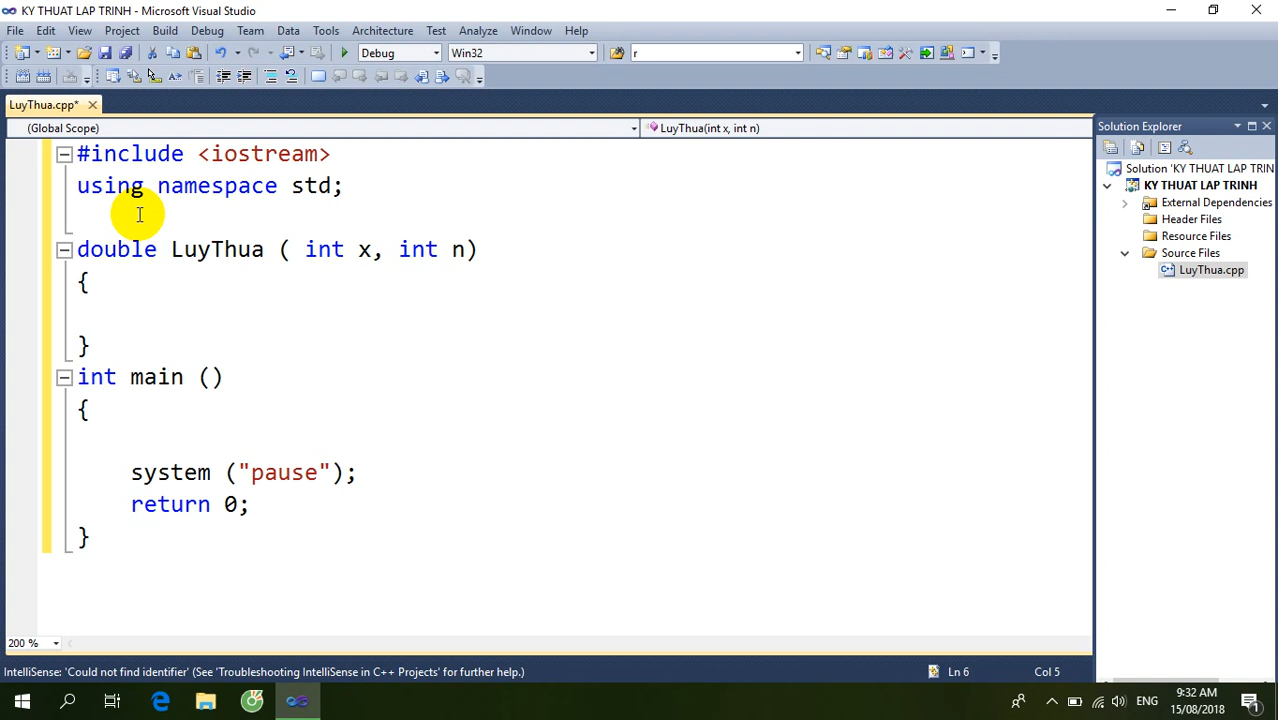 KY THUAT LAP TRINH - Microsoft Visual Studio
File Edit View Project Build Debug Team Data Tools Architecture Test Analyze Window Help
Debug Win32 r
LuyThua.cpp*
(Global Scope) LuyThua(int x, int n)
Solution Explorer
#include <iostream>
using namespace std;
double LuyThua ( int x, int n)
{
}
int main ()
{
system ("pause");
return 0;
}
Solution 'KY THUAT LAP TRINH'
KY THUAT LAP TRINH
External Dependencies
Header Files
Resource Files
Source Files
LuyThua.cpp
200 %
IntelliSense: 'Could not find identifier' (See 'Troubleshooting IntelliSense in C++ Projects' for further help.) Ln 6 Col 5
ENG
9:32 AM
15/08/2018
1